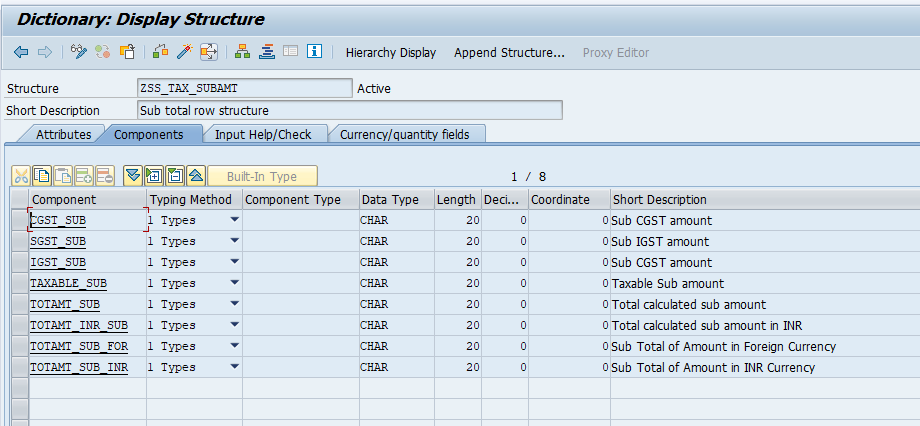 Dictionary: Display Structure
Hierarchy Display Append Structure... Proxy Editor
Structure ZSS_TAX_SUBAMT Active
Short Description Sub total row structure
Attributes Components Input Help/Check Currency/quantity fields
Built-In Type 1 / 8
Component Typing Method Component Type Data Type Length Deci... Coordinate Short Description
CGST_SUB 1 Types CHAR 20 0 0 Sub CGST amount
SGST_SUB 1 Types CHAR 20 0 0 Sub IGST amount
IGST_SUB 1 Types CHAR 20 0 0 Sub CGST amount
TAXABLE_SUB 1 Types CHAR 20 0 0 Taxable Sub amount
TOTAMT_SUB 1 Types CHAR 20 0 0 Total calculated sub amount
TOTAMT_INR_SUB 1 Types CHAR 20 0 0 Total calculated sub amount in INR
TOTAMT_SUB_FOR 1 Types CHAR 20 0 0 Sub Total of Amount in Foreign Currency
TOTAMT_SUB_INR 1 Types CHAR 20 0 0 Sub Total of Amount in INR Currency